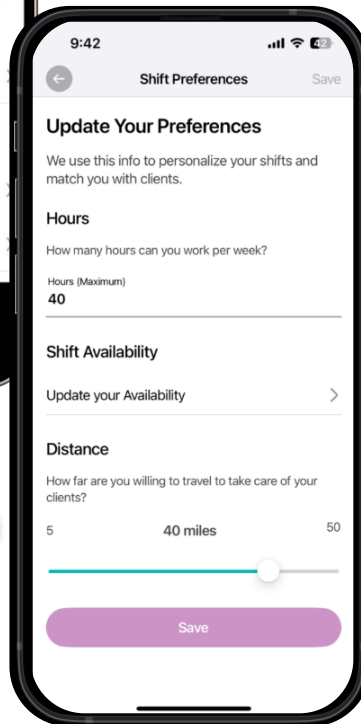 9:42
42
Shift Preferences
Save
Update Your Preferences
We use this info to personalize your shifts and
match you with clients.
Hours
How many hours can you work per week?
Hours (Maximum)
40
Shift Availability
Update your Availability
Distance
How far are you willing to travel to take care of your
clients?
5
40 miles
50
Save